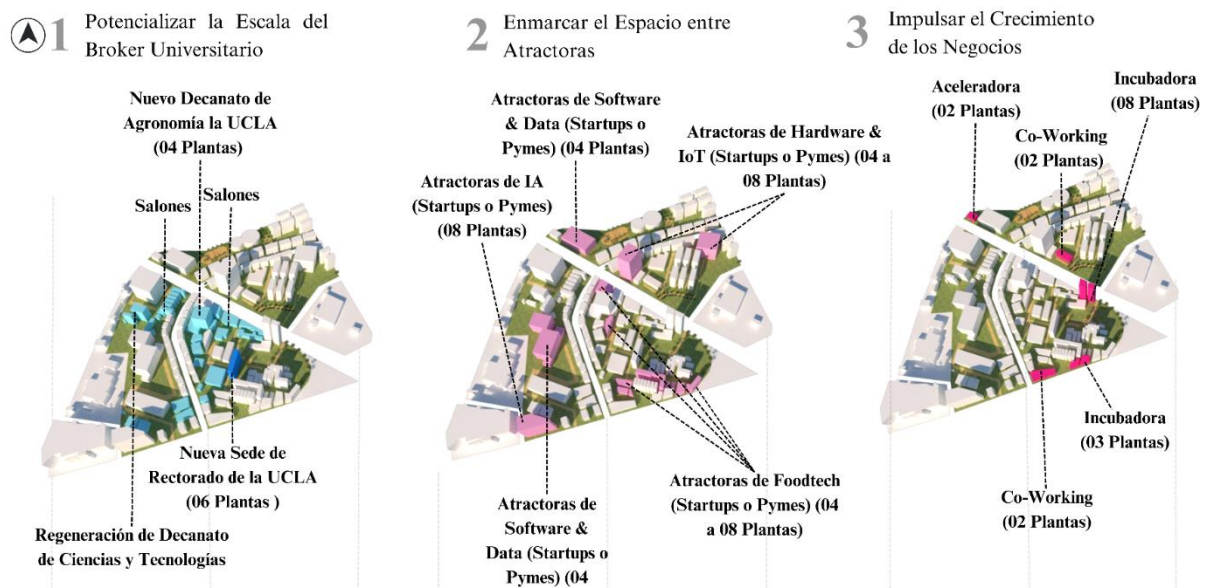 1
Potencializar la Escala del
Broker Universitario
Nuevo Decanato de
Agronomía la UCLA
(04 Plantas)
Salones
Salones
Nueva Sede de
Rectorado de la UCLA
(06 Plantas )
Regeneración de Decanato
de Ciencias y Tecnologías
2
Enmarcar el Espacio entre
Atractoras
Atractoras de Software
& Data (Startups o
Pymes) (04 Plantas)
Atractoras de Hardware &
IoT (Startups o Pymes) (04 a
08 Plantas)
Atractoras de IA
(Startups o Pymes)
(08 Plantas)
Atractoras de Foodtech
(Startups o Pymes) (04
a 08 Plantas)
Atractoras de
Software &
Data (Startups o
Pymes) (04
3
Impulsar el Crecimiento
de los Negocios
Aceleradora
(02 Plantas)
Incubadora
(08 Plantas)
Co-Working
(02 Plantas)
Incubadora
(03 Plantas)
Co-Working
(02 Plantas)